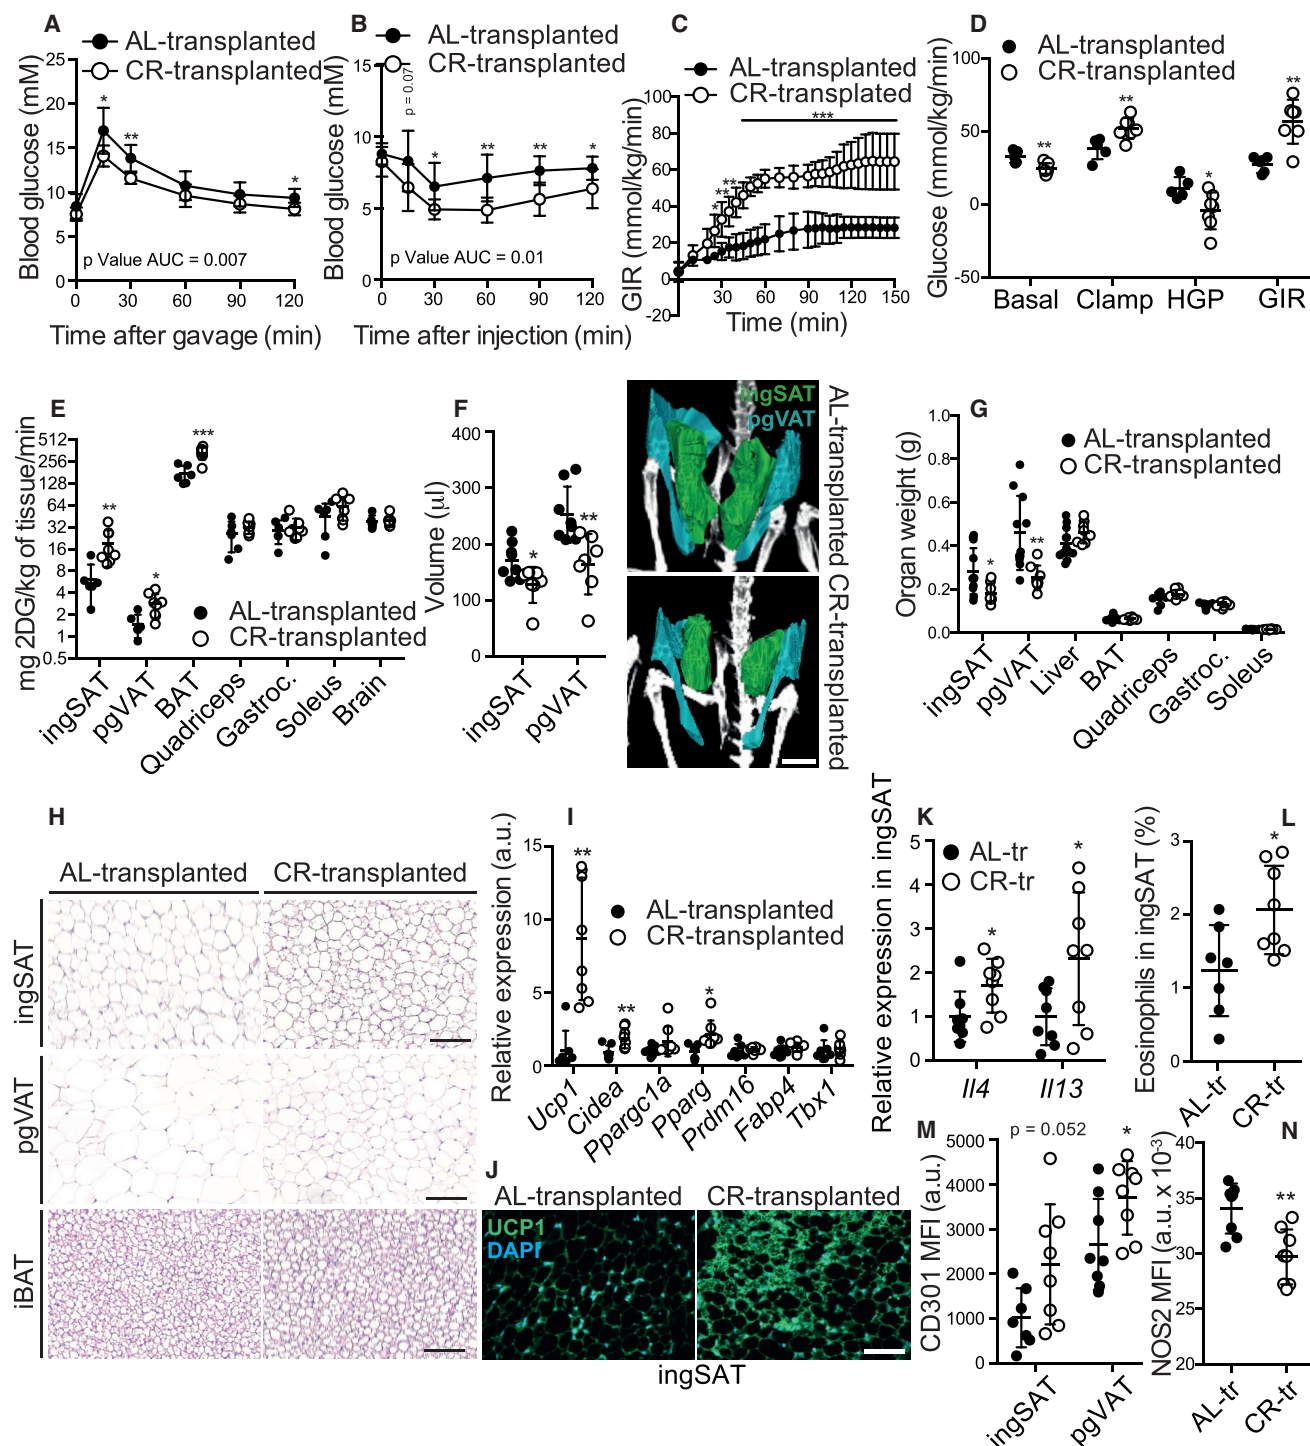 A
AL-transplanted
CR-transplanted
Blood glucose (mM)
25
20
15
10
5
0
*
**
*
p Value AUC = 0.007
0
30
60
90
120
Time after gavage (min)
B
AL-transplanted
CR-transplanted
Blood glucose (mM)
15
10
5
0
p = 0.07
*
**
**
*
p Value AUC = 0.01
0
30
60
90
120
Time after injection (min)
C
AL-transplanted
CR-transplated
GIR (mmol/kg/min)
100
80
60
40
20
0
-20
*
**
**
***
30
60
90
120
150
Time (min)
D
AL-transplanted
CR-transplanted
Glucose (mmol/kg/min)
100
50
0
-50
**
**
*
**
Basal
Clamp
HGP
GIR
E
mg 2DG/kg of tissue/min
512
256
128
64
32
16
8
4
2
1
0.5
**
*
***
AL-transplanted
CR-transplanted
ingSAT
pgVAT
BAT
Quadriceps
Gastroc.
Soleus
Brain
F
Volume (µl)
400
300
200
100
0
*
**
ingSAT
pgVAT
ingSAT
pgVAT
AL-transplanted
CR-transplanted
G
AL-transplanted
CR-transplanted
Organ weight (g)
1.0
0.8
0.6
0.4
0.2
0.0
*
**
ingSAT
pgVAT
Liver
BAT
Quadriceps
Gastroc.
Soleus
H
AL-transplanted
CR-transplanted
ingSAT
pgVAT
iBAT
I
AL-transplanted
CR-transplanted
Relative expression (a.u.)
15
10
5
0
**
**
*
Ucp1
Cidea
Ppargc1a
Pparg
Prdm16
Fabp4
Tbx1
J
AL-transplanted
CR-transplanted
UCP1
DAPI
ingSAT
K
AL-tr
CR-tr
Relative expression in ingSAT
5
4
3
2
1
0
*
*
Il4
Il13
L
Eosinophils in ingSAT (%)
3
2
1
0
*
AL-tr
CR-tr
M
p = 0.052
*
CD301 MFI (a.u.)
5000
4000
3000
2000
1000
0
ingSAT
pgVAT
N
NOS2 MFI (a.u. x 10-3)
40
35
30
25
20
**
AL-tr
CR-tr